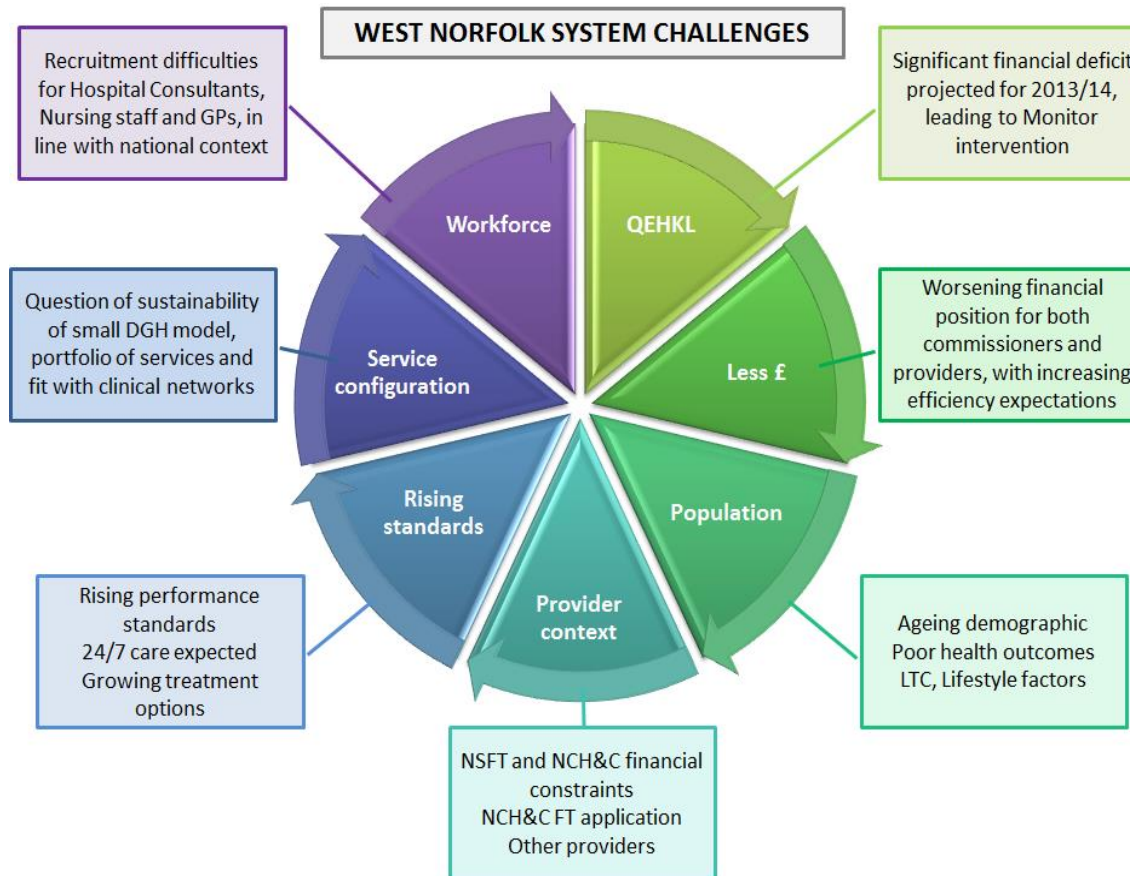 WEST NORFOLK SYSTEM CHALLENGES
Recruitment difficulties
for Hospital Consultants,
Nursing staff and GPs, in
line with national context
Significant financial deficit
projected for 2013/14,
leading to Monitor
intervention
Workforce
QEHKL
Question of sustainability
of small DGH model,
portfolio of services and
fit with clinical networks
Service
configuration
Less £
Worsening financial
position for both
commissioners and
providers, with increasing
efficiency expectations
Rising
standards
Population
Provider
context
Rising performance
standards
24/7 care expected
Growing treatment
options
Ageing demographic
Poor health outcomes
LTC, Lifestyle factors
NSFT and NCH&C financial
constraints
NCH&C FT application
Other providers